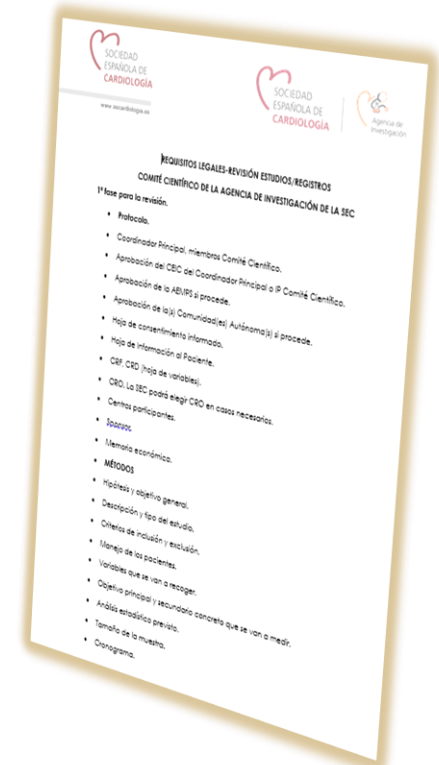 SOCIEDAD
ESPAÑOLA DE
CARDIOLOGÍA
www.secardiologia.es
SOCIEDAD
ESPAÑOLA DE
CARDIOLOGÍA
Agencia de
Investigación
REQUISITOS LEGALES-REVISIÓN ESTUDIOS/REGISTROS
COMITÉ CIENTÍFICO DE LA AGENCIA DE INVESTIGACIÓN DE LA SEC
1ª fase para la revisión.
• Protocolo.
• Coordinador Principal, miembros Comité Científico.
• Aprobación del CEIC del Coordinador Principal o IP Comité Científico.
• Aprobación de la AEMPS si procede.
• Aprobación de la(s) Comunidad(es) Autónoma(s) si procede.
• Hoja de consentimiento informado.
• Hoja de Información al Paciente.
• CRF, CRD (hoja de variables).
• CRO. La SEC podrá elegir CRO en casos necesarios.
• Centros participantes.
• Sponsor.
• Memoria económica.
• MÉTODOS
• Hipótesis y objetivo general.
• Descripción y tipo del estudio.
• Criterios de inclusión y exclusión.
• Manejo de los pacientes.
• Variables que se van a recoger.
• Objetivo principal y secundario concreto que se van a medir.
• Análisis estadístico previsto.
• Tamaño de la muestra.
• Cronograma.